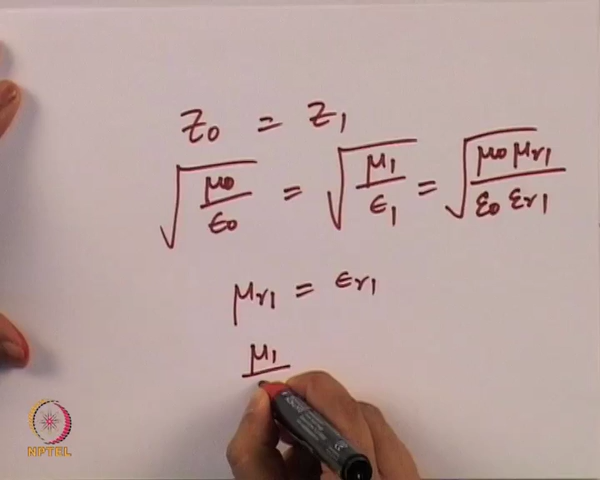 Z₀ = Z₁
√(μ₀/ε₀) = √(μ₁/ε₁) = √(μ₀μr₁/ε₀εr₁)
μr₁ = εr₁
μ₁
NPTEL